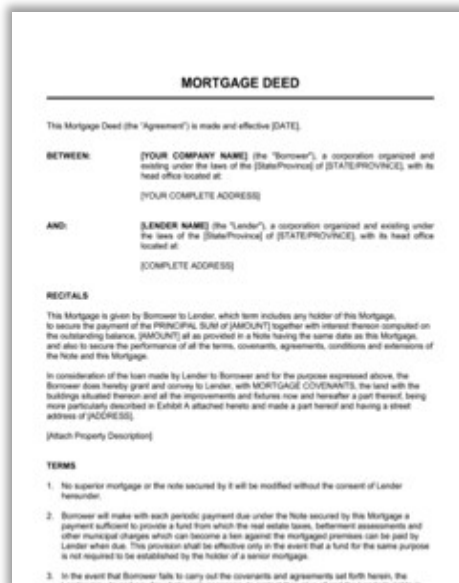 MORTGAGE DEED
This Mortgage Deed (the "Agreement") is made and effective [DATE],
BETWEEN: [YOUR COMPANY NAME] (the "Borrower"), a corporation organized and
existing under the laws of the [State/Province] of [STATE/PROVINCE], with its
head office located at:
[YOUR COMPLETE ADDRESS]
AND: [LENDER NAME] (the "Lender"), a corporation organized and existing under
the laws of the [State/Province] of [STATE/PROVINCE], with its head office
located at:
[COMPLETE ADDRESS]
RECITALS
This Mortgage is given by Borrower to Lender, which term includes any holder of this Mortgage,
to secure the payment of the PRINCIPAL SUM of [AMOUNT] together with interest thereon computed on
the outstanding balance, [AMOUNT] all as provided in a Note having the same date as this Mortgage,
and also to secure the performance of all the terms, covenants, agreements, conditions and extensions of
the Note and this Mortgage.
In consideration of the loan made by Lender to Borrower and for the purpose expressed above, the
Borrower does hereby grant and convey to Lender, with MORTGAGE COVENANTS, the land with the
buildings situated thereon and all the improvements and fixtures now and hereafter a part thereof, being
more particularly described in Exhibit A attached hereto and made a part hereof and having a street
address of [ADDRESS].
[Attach Property Description]
TERMS
1. No superior mortgage or the note secured by it will be modified without the consent of Lender
hereunder.
2. Borrower will make with each periodic payment due under the Note secured by this Mortgage a
payment sufficient to provide a fund from which the real estate taxes, betterment assessments and
other municipal charges which can become a lien against the mortgaged premises can be paid by
Lender when due. This provision shall be effective only in the event that a fund for the same purpose
is not required to be established by the holder of a senior mortgage.
3. In the event that Borrower fails to carry out the covenants and agreements set forth herein, the